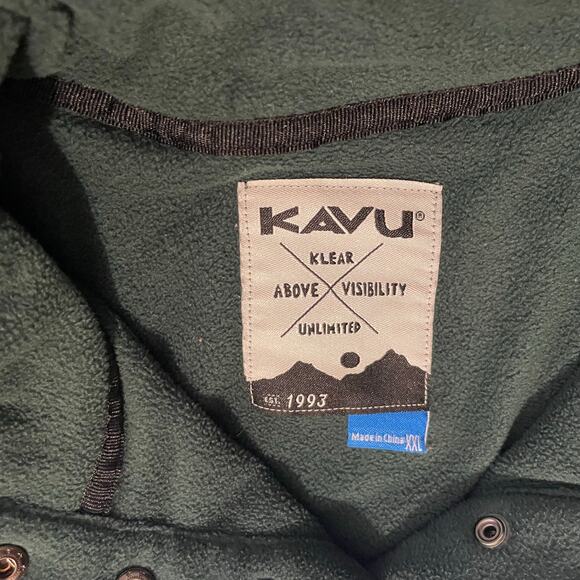 KAVU®
KLEAR
ABOVE VISIBILITY
UNLIMITED
EST. 1993
Made in China XXL